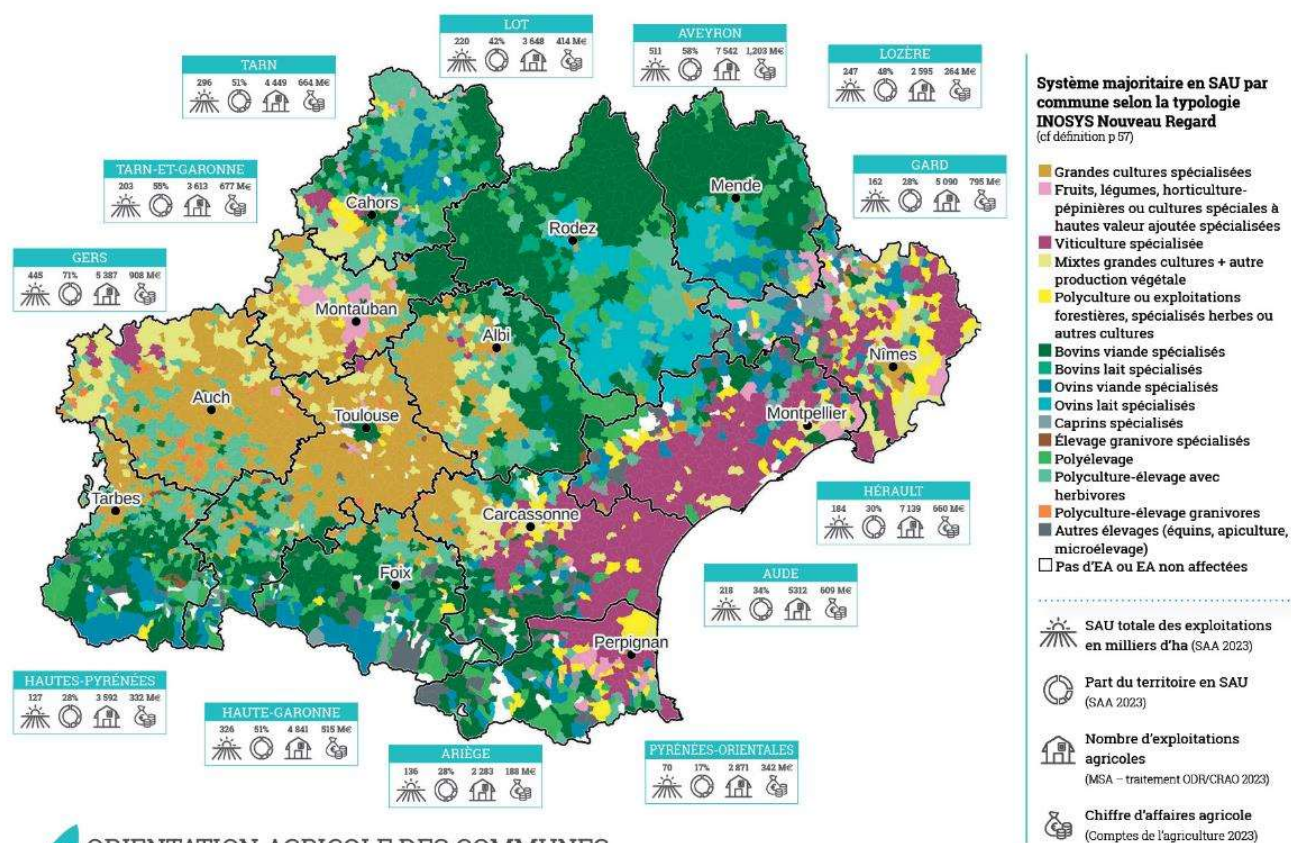 LOT
220 42% 3 648 414 M€
AVEYRON
511 58% 7 542 1,203 M€
LOZÈRE
247 48% 2 595 264 M€
TARN
296 51% 4 449 664 M€
TARN-ET-GARONNE
203 55% 3 613 677 M€
GARD
162 28% 5 090 795 M€
GERS
445 71% 5 387 908 M€
Cahors
Rodez
Mende
Montauban
Albi
Nîmes
Auch
Toulouse
Montpellier
Tarbes
Carcassonne
Foix
Perpignan
HÉRAULT
184 30% 7 139 660 M€
AUDE
218 34% 5312 609 M€
HAUTES-PYRÉNÉES
127 28% 3 592 332 M€
HAUTE-GARONNE
326 51% 4 841 515 M€
ARIÈGE
136 28% 2 283 188 M€
PYRÉNÉES-ORIENTALES
70 17% 2 871 342 M€
ORIENTATION AGRICOLE DES COMMUNES
Système majoritaire en SAU par
commune selon la typologie
INOSYS Nouveau Regard
(cf définition p 57)
Grandes cultures spécialisées
Fruits, légumes, horticulture-
pépinières ou cultures spéciales à
hautes valeur ajoutée spécialisées
Viticulture spécialisée
Mixtes grandes cultures + autre
production végétale
Polyculture ou exploitations
forestières, spécialisés herbes ou
autres cultures
Bovins viande spécialisés
Bovins lait spécialisés
Ovins viande spécialisés
Ovins lait spécialisés
Caprins spécialisés
Élevage granivore spécialisés
Polyélevage
Polyculture-élevage avec
herbivores
Polyculture-élevage granivores
Autres élevages (équins, apiculture,
microélevage)
Pas d'EA ou EA non affectées
SAU totale des exploitations
en milliers d'ha (SAA 2023)
Part du territoire en SAU
(SAA 2023)
Nombre d'exploitations
agricoles
(MSA – traitement ODR/CRAO 2023)
Chiffre d'affaires agricole
(Comptes de l'agriculture 2023)